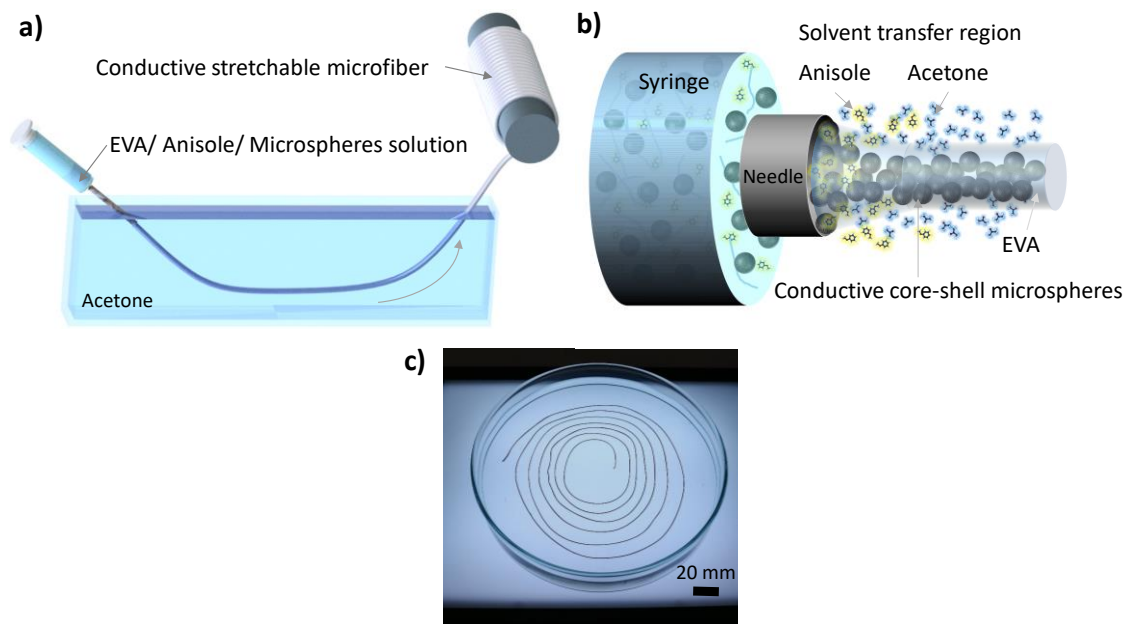 a)
Conductive stretchable microfiber
EVA/ Anisole/ Microspheres solution
Acetone
b)
Solvent transfer region
Anisole
Acetone
Syringe
Needle
EVA
Conductive core-shell microspheres
c)
20 mm